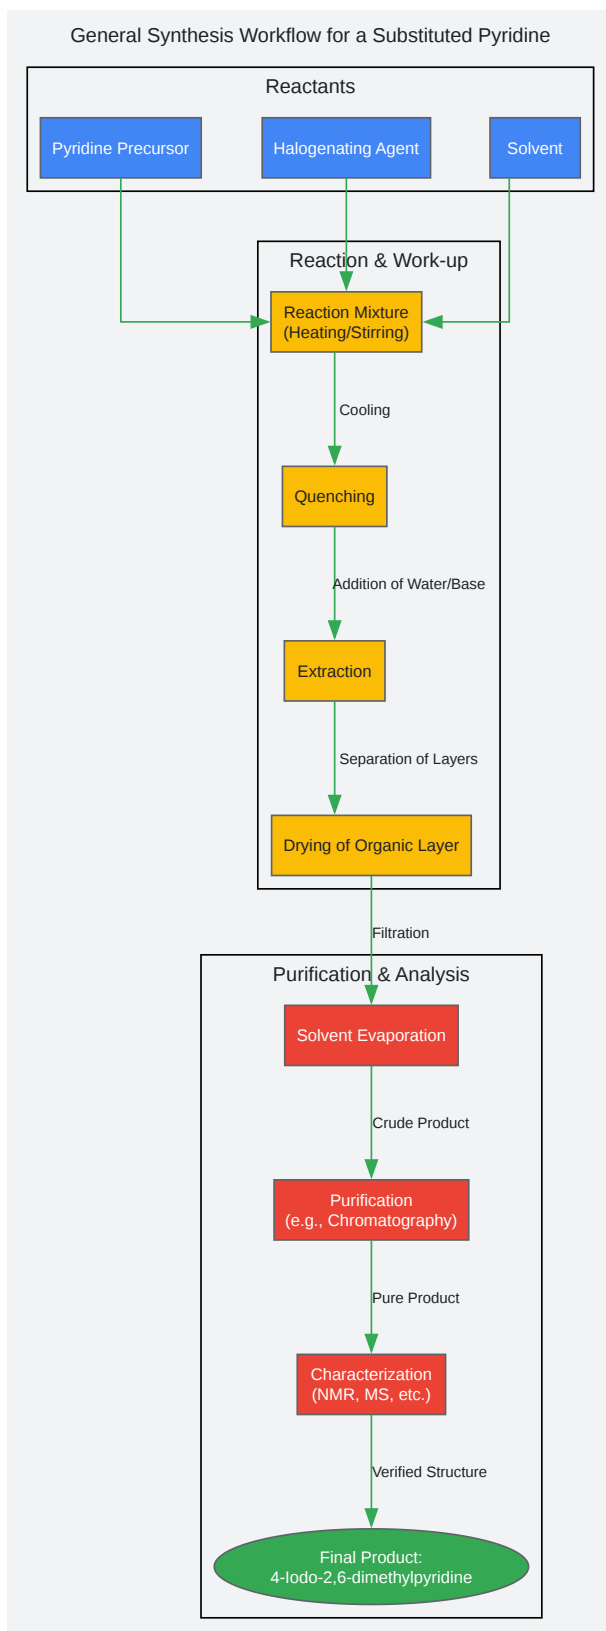 General Synthesis Workflow for a Substituted Pyridine
Reactants
Pyridine Precursor
Halogenating Agent
Solvent
Reaction & Work-up
Reaction Mixture
(Heating/Stirring)
Cooling
Quenching
Addition of Water/Base
Extraction
Separation of Layers
Drying of Organic Layer
Filtration
Purification & Analysis
Solvent Evaporation
Crude Product
Purification
(e.g., Chromatography)
Pure Product
Characterization
(NMR, MS, etc.)
Verified Structure
Final Product:
4-Iodo-2,6-dimethylpyridine